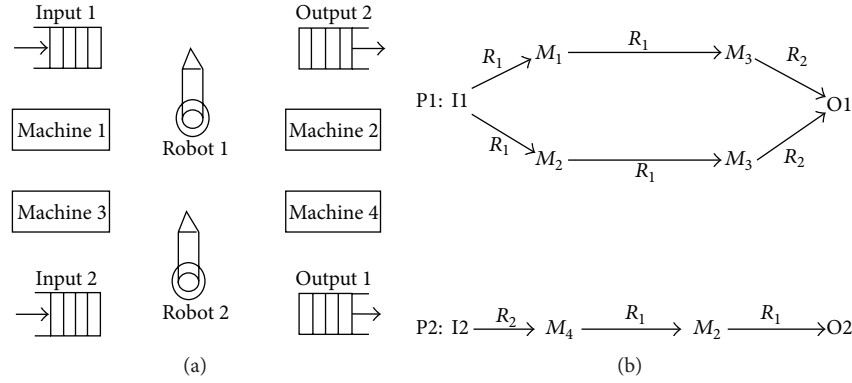 Input 1
Output 2
Machine 1
Robot 1
Machine 2
Machine 3
Machine 4
Input 2
Robot 2
Output 1
(a)
R₁ M₁ R₁ M₃ R₂
P1: I1 O1
R₁ M₂ R₁ M₃ R₂
P2: I2 R₂ M₄ R₁ M₂ R₁ O2
(b)